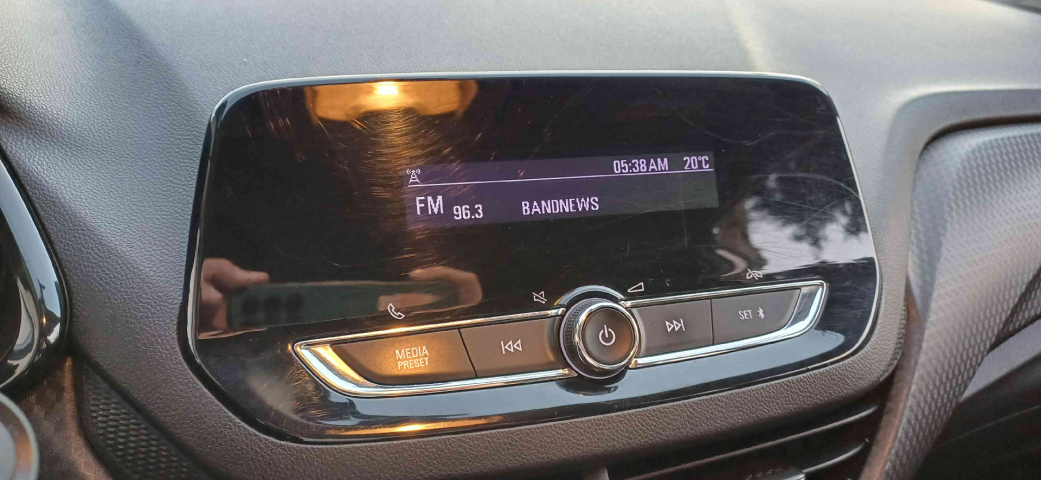 05:38AM 20°C
FM 96.3 BANDNEWS
MEDIA
PRESET
SET